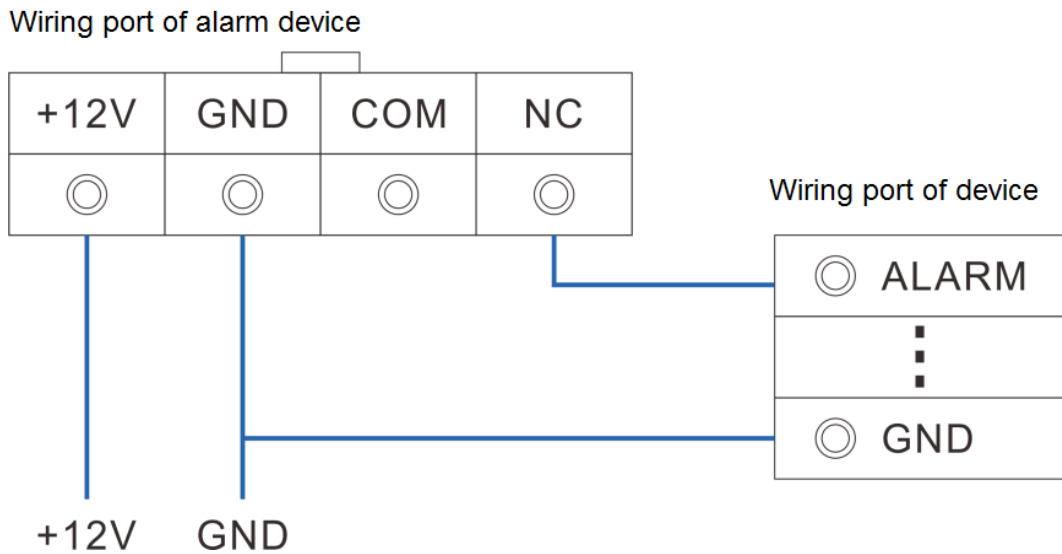 Wiring port of alarm device
+12V GND COM NC
Wiring port of device
ALARM
GND
+12V GND